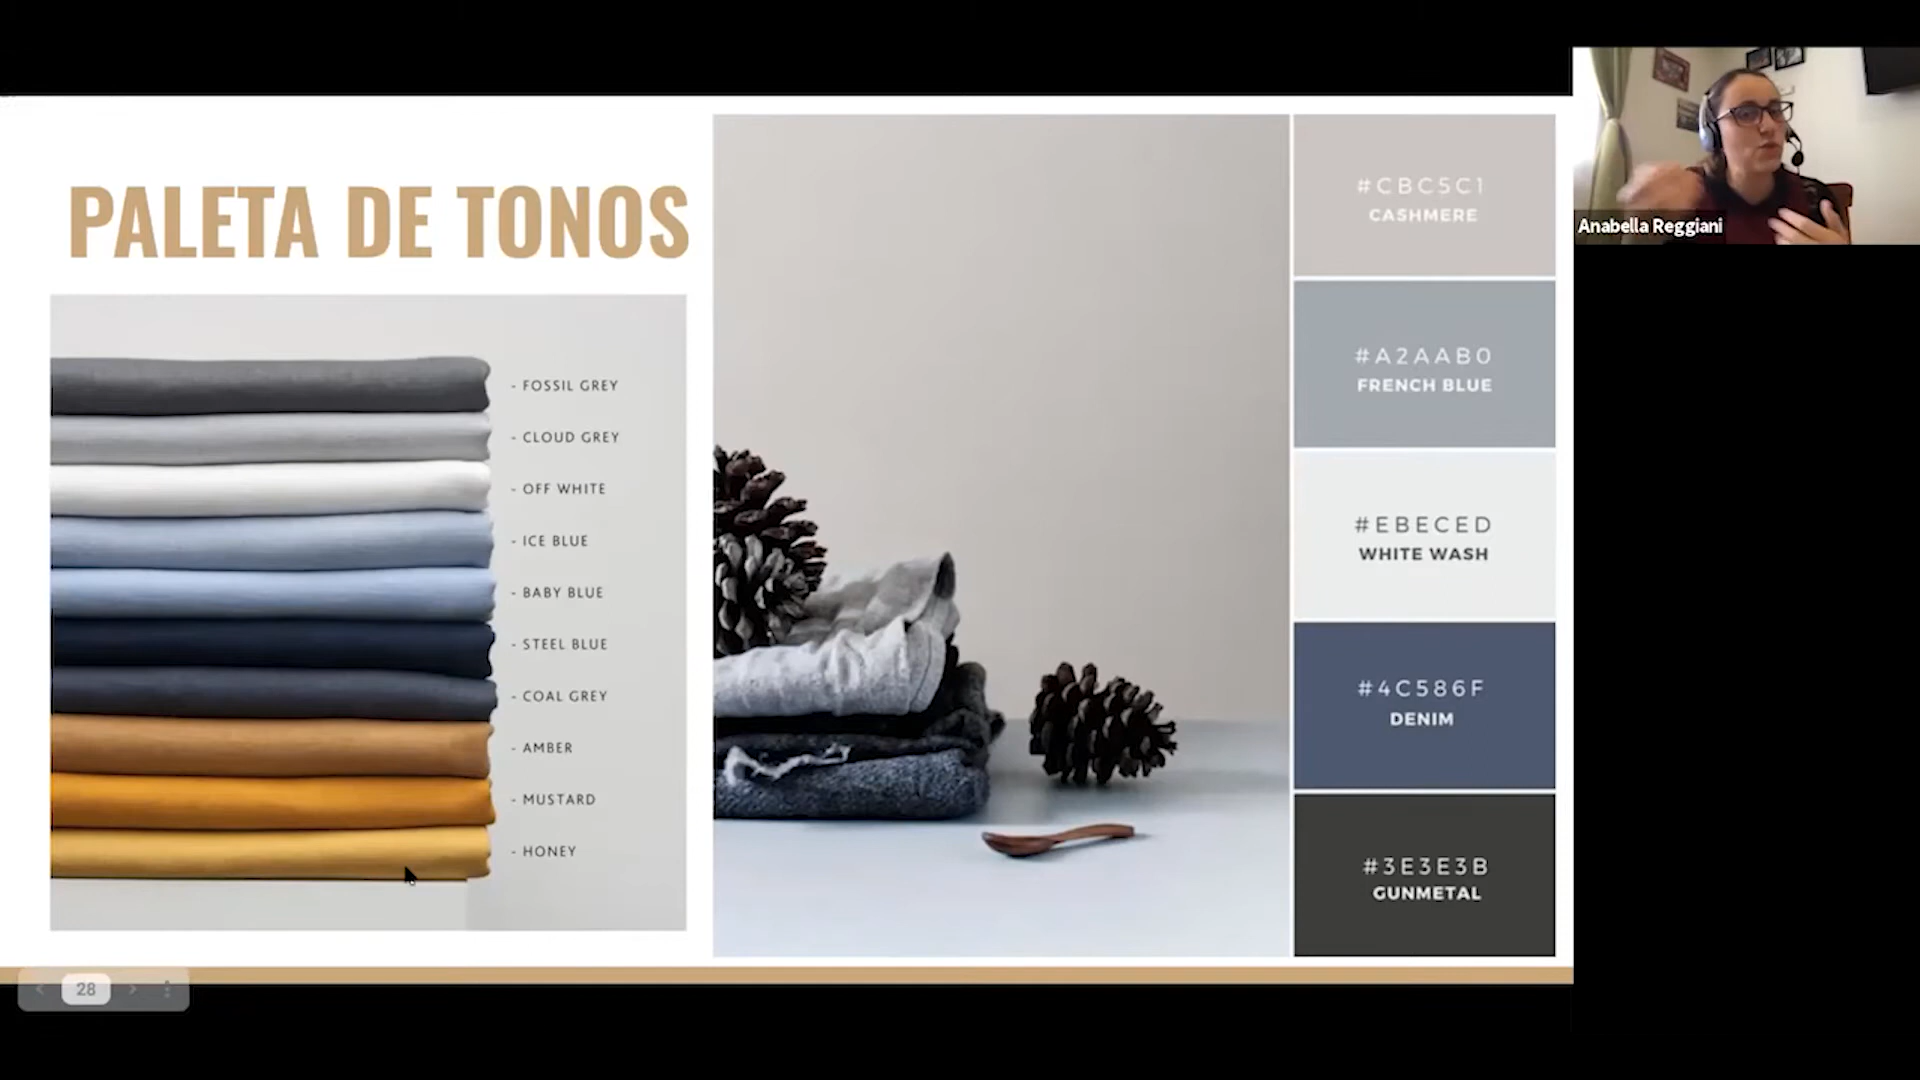 PALETA DE TONOS
- FOSSIL GREY
- CLOUD GREY
- OFF WHITE
- ICE BLUE
- BABY BLUE
- STEEL BLUE
- COAL GREY
- AMBER
- MUSTARD
- HONEY
#CBC5C1
CASHMERE
#A2AAB0
FRENCH BLUE
#EBECED
WHITE WASH
#4C586F
DENIM
#3E3E3B
GUNMETAL
Anabella Reggiani
28